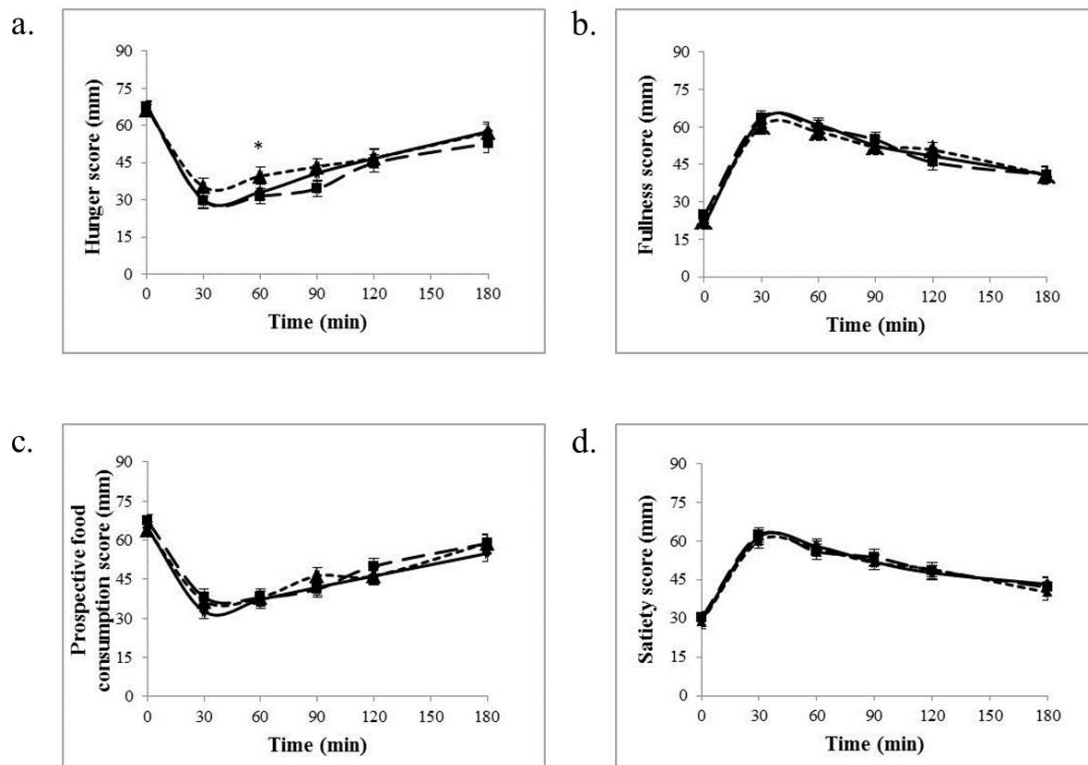 a.
Hunger score (mm)
90
75
60
45
30
15
0
*
0 30 60 90 120 150 180
Time (min)
b.
Fullness score (mm)
90
75
60
45
30
15
0
0 30 60 90 120 150 180
Time (min)
c.
Prospective food
consumption score (mm)
90
75
60
45
30
15
0
0 30 60 90 120 150 180
Time (min)
d.
Satiety score (mm)
90
75
60
45
30
15
0
0 30 60 90 120 150 180
Time (min)